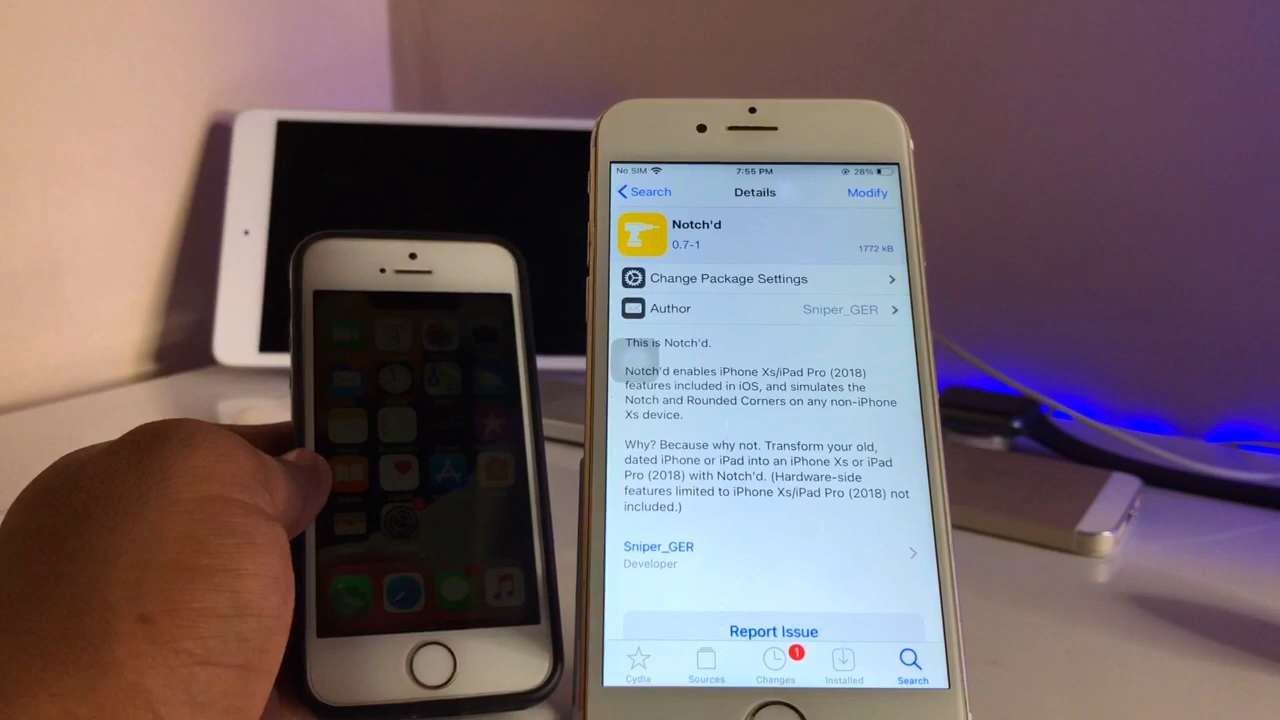 No SIM 7:55 PM 28%
Search Details Modify
Notch'd
0.7-1 1772 kB
Change Package Settings
Author Sniper_GER
This is Notch'd.
Notch'd enables iPhone Xs/iPad Pro (2018)
features included in iOS, and simulates the
Notch and Rounded Corners on any non-iPhone
Xs device.
Why? Because why not. Transform your old,
dated iPhone or iPad into an iPhone Xs or iPad
Pro (2018) with Notch'd. (Hardware-side
features limited to iPhone Xs/iPad Pro (2018) not
included.)
Sniper_GER
Developer
Report Issue
1
Cydia Sources Changes Installed Search